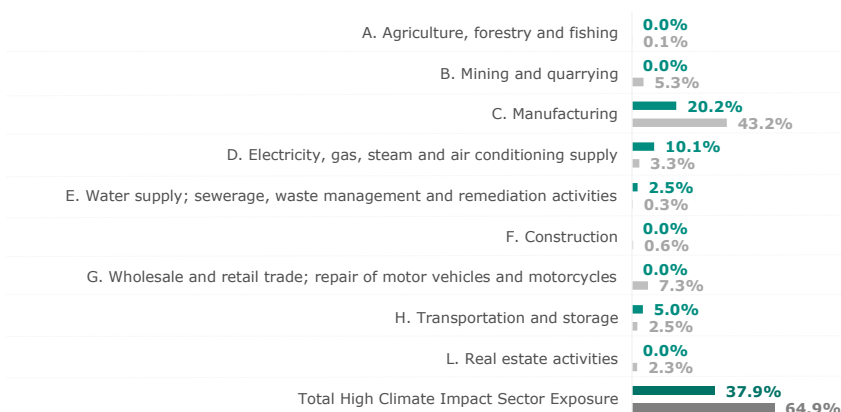 A. Agriculture, forestry and fishing
0.0%
0.1%
B. Mining and quarrying
0.0%
5.3%
C. Manufacturing
20.2%
43.2%
D. Electricity, gas, steam and air conditioning supply
10.1%
3.3%
E. Water supply; sewerage, waste management and remediation activities
2.5%
0.3%
F. Construction
0.0%
0.6%
G. Wholesale and retail trade; repair of motor vehicles and motorcycles
0.0%
7.3%
H. Transportation and storage
5.0%
2.5%
L. Real estate activities
0.0%
2.3%
Total High Climate Impact Sector Exposure
37.9%
64.9%